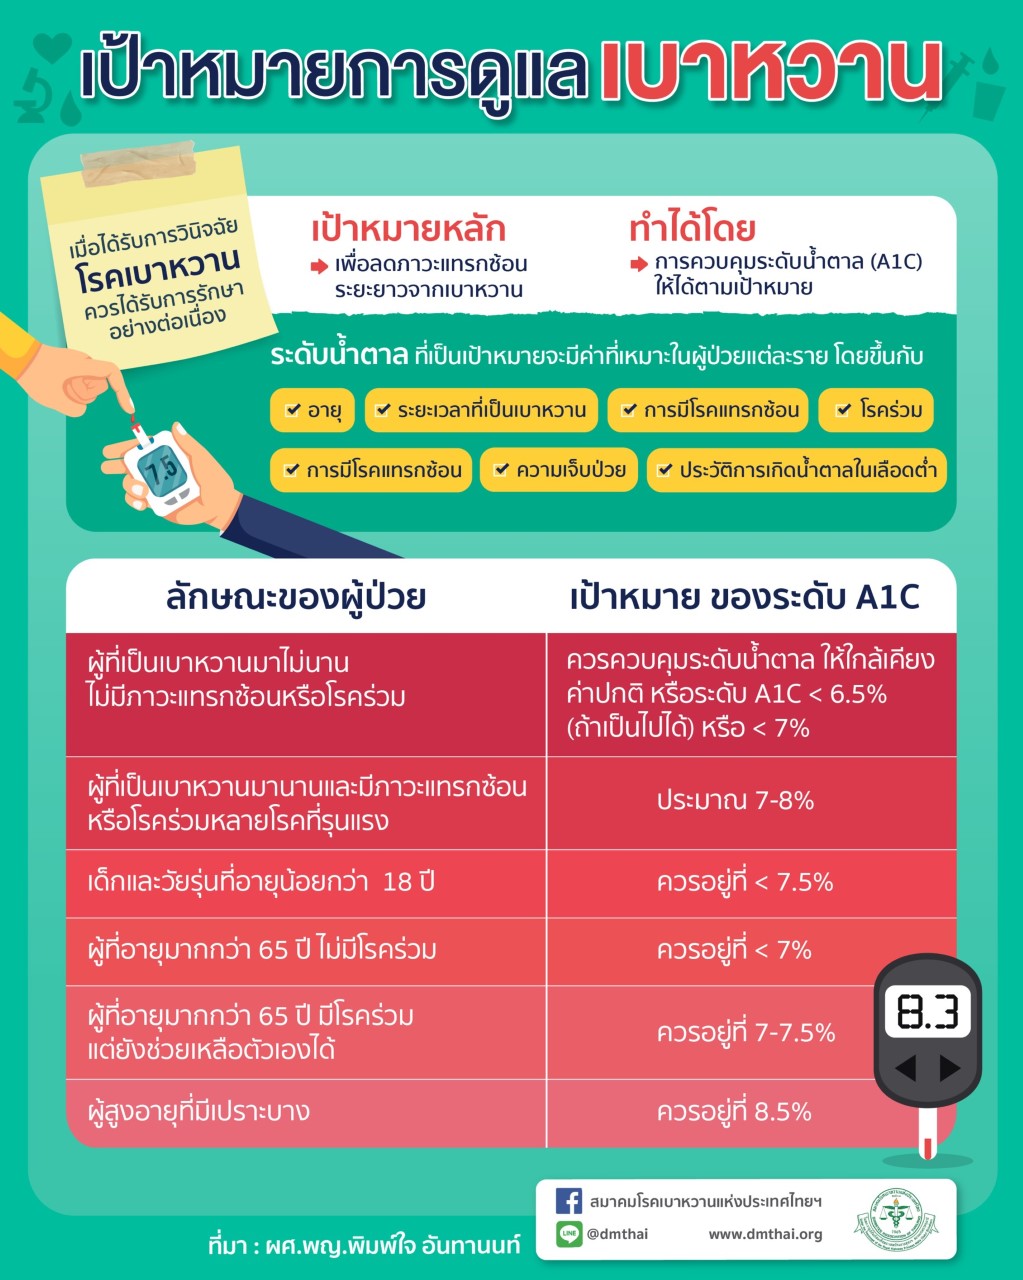 เป้าหมายการดูแลเบาหวาน
เมื่อได้รับการวินิจฉัย
โรคเบาหวาน
ควรได้รับการรักษา
อย่างต่อเนื่อง
เป้าหมายหลัก
เพื่อลดภาวะแทรกซ้อน
ระยะยาวจากเบาหวาน
ทำได้โดย
การควบคุมระดับน้ำตาล (A1C)
ให้ได้ตามเป้าหมาย
ระดับน้ำตาล ที่เป็นเป้าหมายจะมีค่าที่เหมาะในผู้ป่วยแต่ละราย โดยขึ้นกับ
อายุ
ระยะเวลาที่เป็นเบาหวาน
การมีโรคแทรกซ้อน
โรคร่วม
การมีโรคแทรกซ้อน
ความเจ็บป่วย
ประวัติการเกิดน้ำตาลในเลือดต่ำ
7.5
ลักษณะของผู้ป่วย
เป้าหมาย ของระดับ A1C
ผู้ที่เป็นเบาหวานมาไม่นาน
ไม่มีภาวะแทรกซ้อนหรือโรคร่วม
ควรควบคุมระดับน้ำตาล ให้ใกล้เคียง
ค่าปกติ หรือระดับ A1C < 6.5%
(ถ้าเป็นไปได้) หรือ < 7%
ผู้ที่เป็นเบาหวานมานานและมีภาวะแทรกซ้อน
หรือโรคร่วมหลายโรคที่รุนแรง
ประมาณ 7-8%
เด็กและวัยรุ่นที่อายุน้อยกว่า 18 ปี
ควรอยู่ที่ < 7.5%
ผู้ที่อายุมากกว่า 65 ปี ไม่มีโรคร่วม
ควรอยู่ที่ < 7%
ผู้ที่อายุมากกว่า 65 ปี มีโรคร่วม
แต่ยังช่วยเหลือตัวเองได้
ควรอยู่ที่ 7-7.5%
ผู้สูงอายุที่มีเปราะบาง
ควรอยู่ที่ 8.5%
8.3
สมาคมโรคเบาหวานแห่งประเทศไทยฯ
LINE
@dmthai
www.dmthai.org
ที่มา : ผศ.พญ.พิมพ์ใจ อันทานนท์